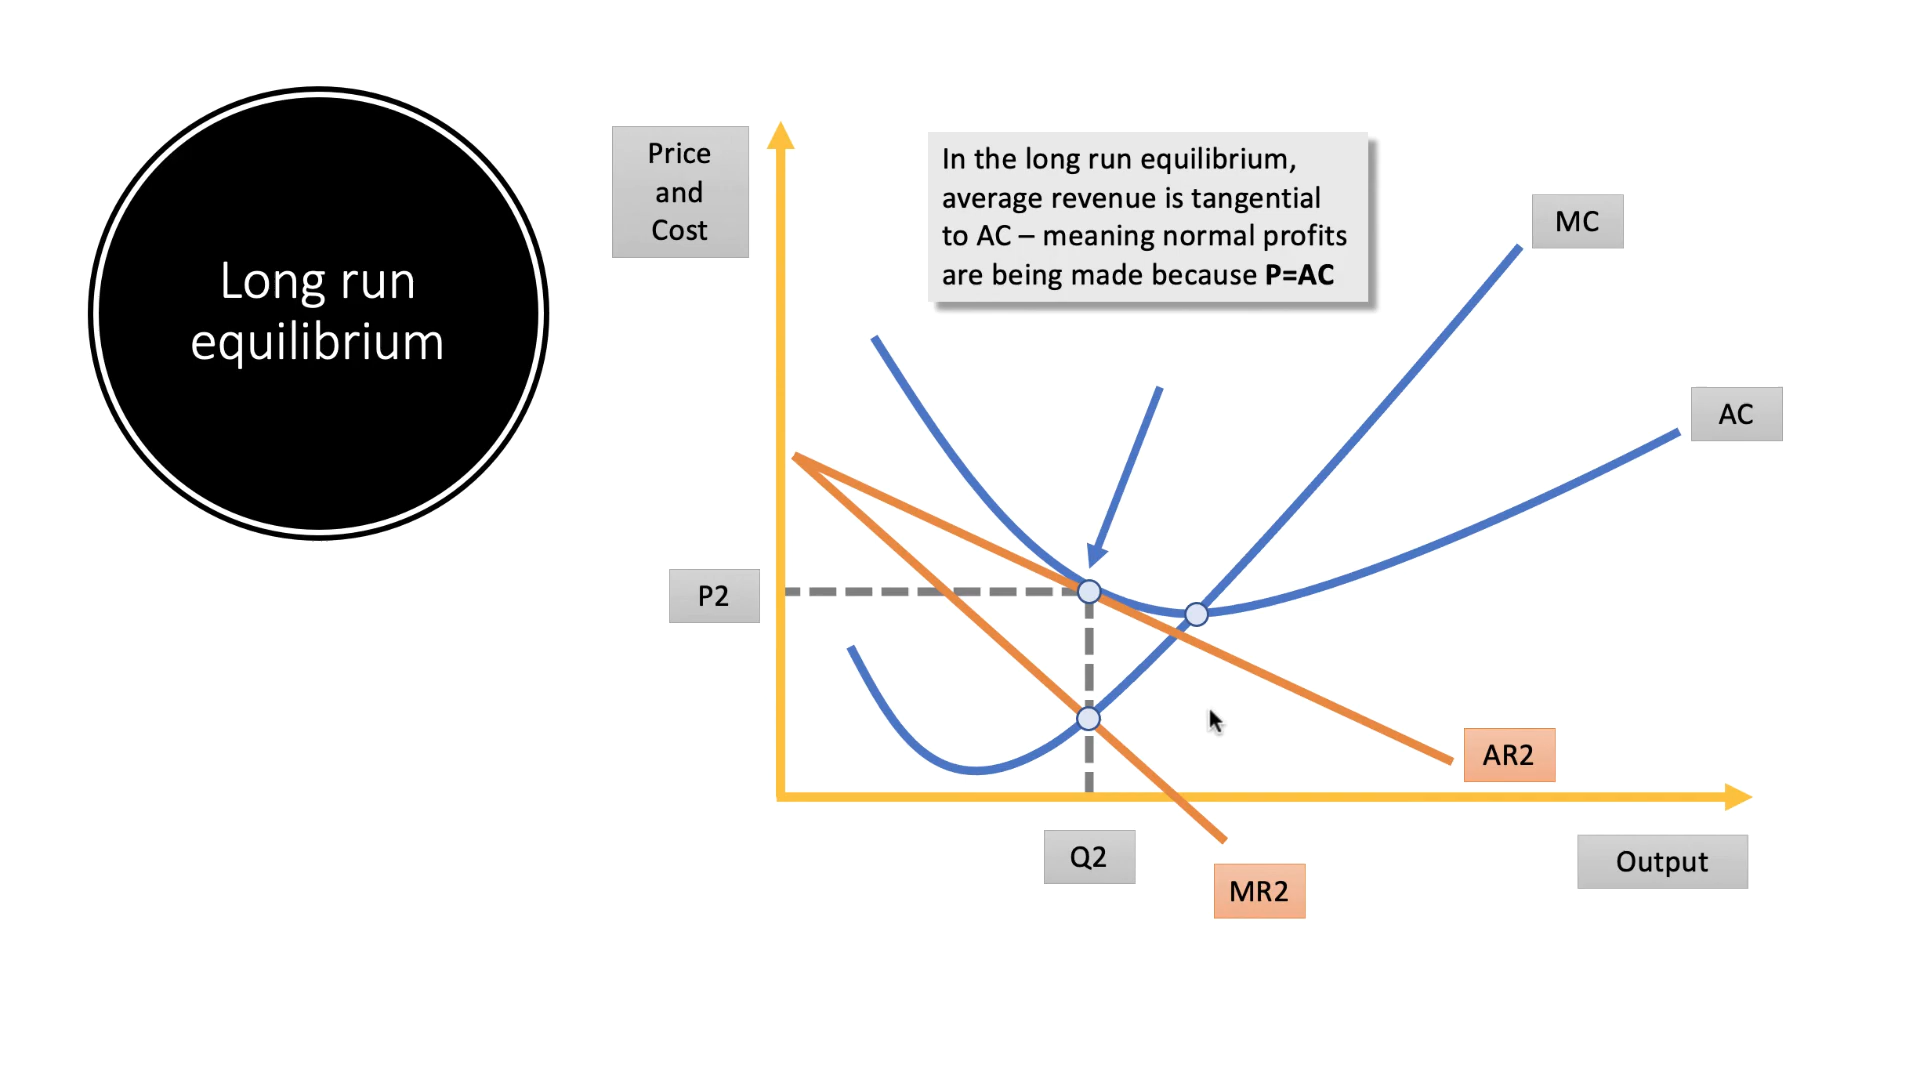 Long run
equilibrium
Price
and
Cost
In the long run equilibrium,
average revenue is tangential
to AC – meaning normal profits
are being made because P=AC
MC
AC
P2
AR2
Q2
Output
MR2